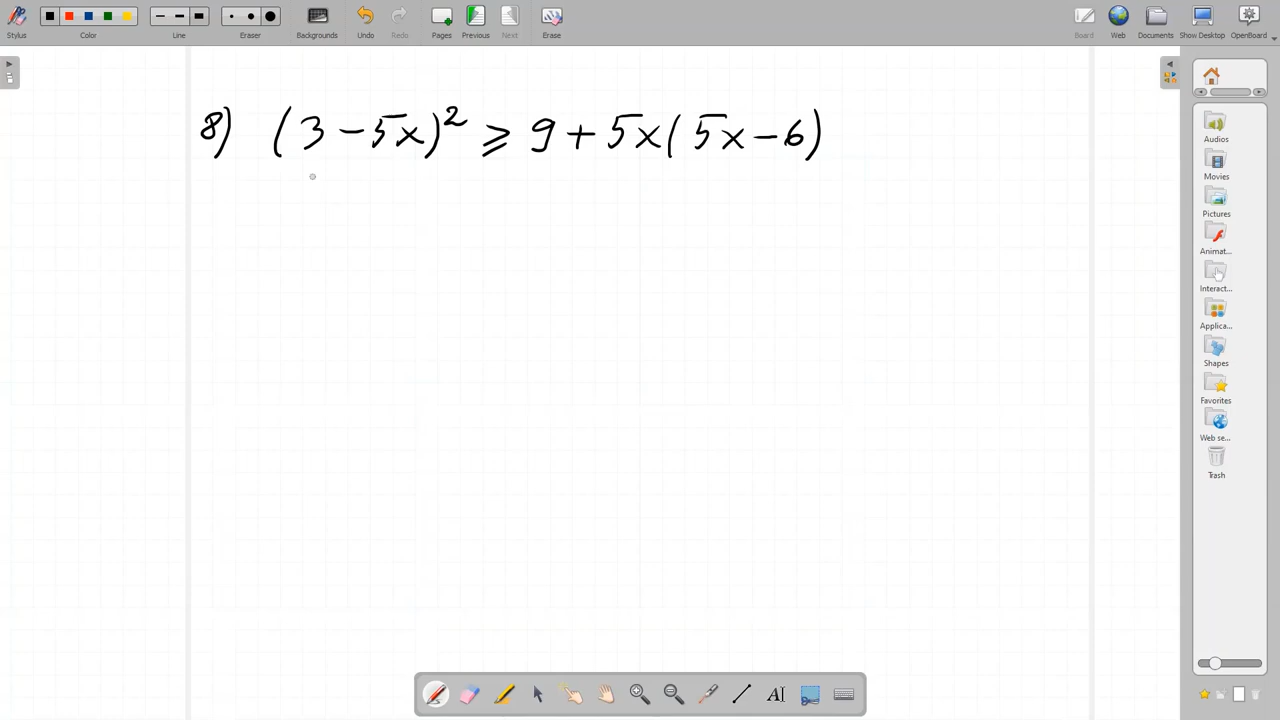 Stylus Color Line Eraser Backgrounds Undo Redo Pages Previous Next Erase Board Web Documents Show Desktop OpenBoard
8) (3-5x)² ⩾ 9+5x(5x-6)
Audios
Movies
Pictures
Animat...
Interact...
Applica...
Shapes
Favorites
Web se...
Trash